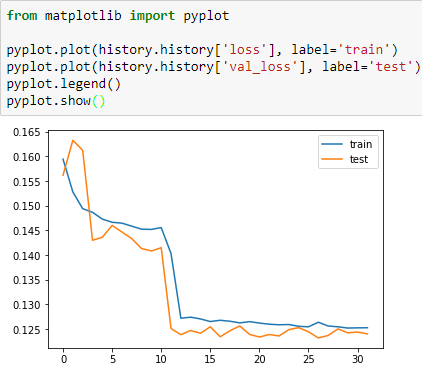 from matplotlib import pyplot
pyplot.plot(history.history['loss'], label='train')
pyplot.plot(history.history['val_loss'], label='test')
pyplot.legend()
pyplot.show()
0.165
train
test
0.160
0.155
0.150
0.145
0.140
0.135
0.130
0.125
0 5 10 15 20 25 30